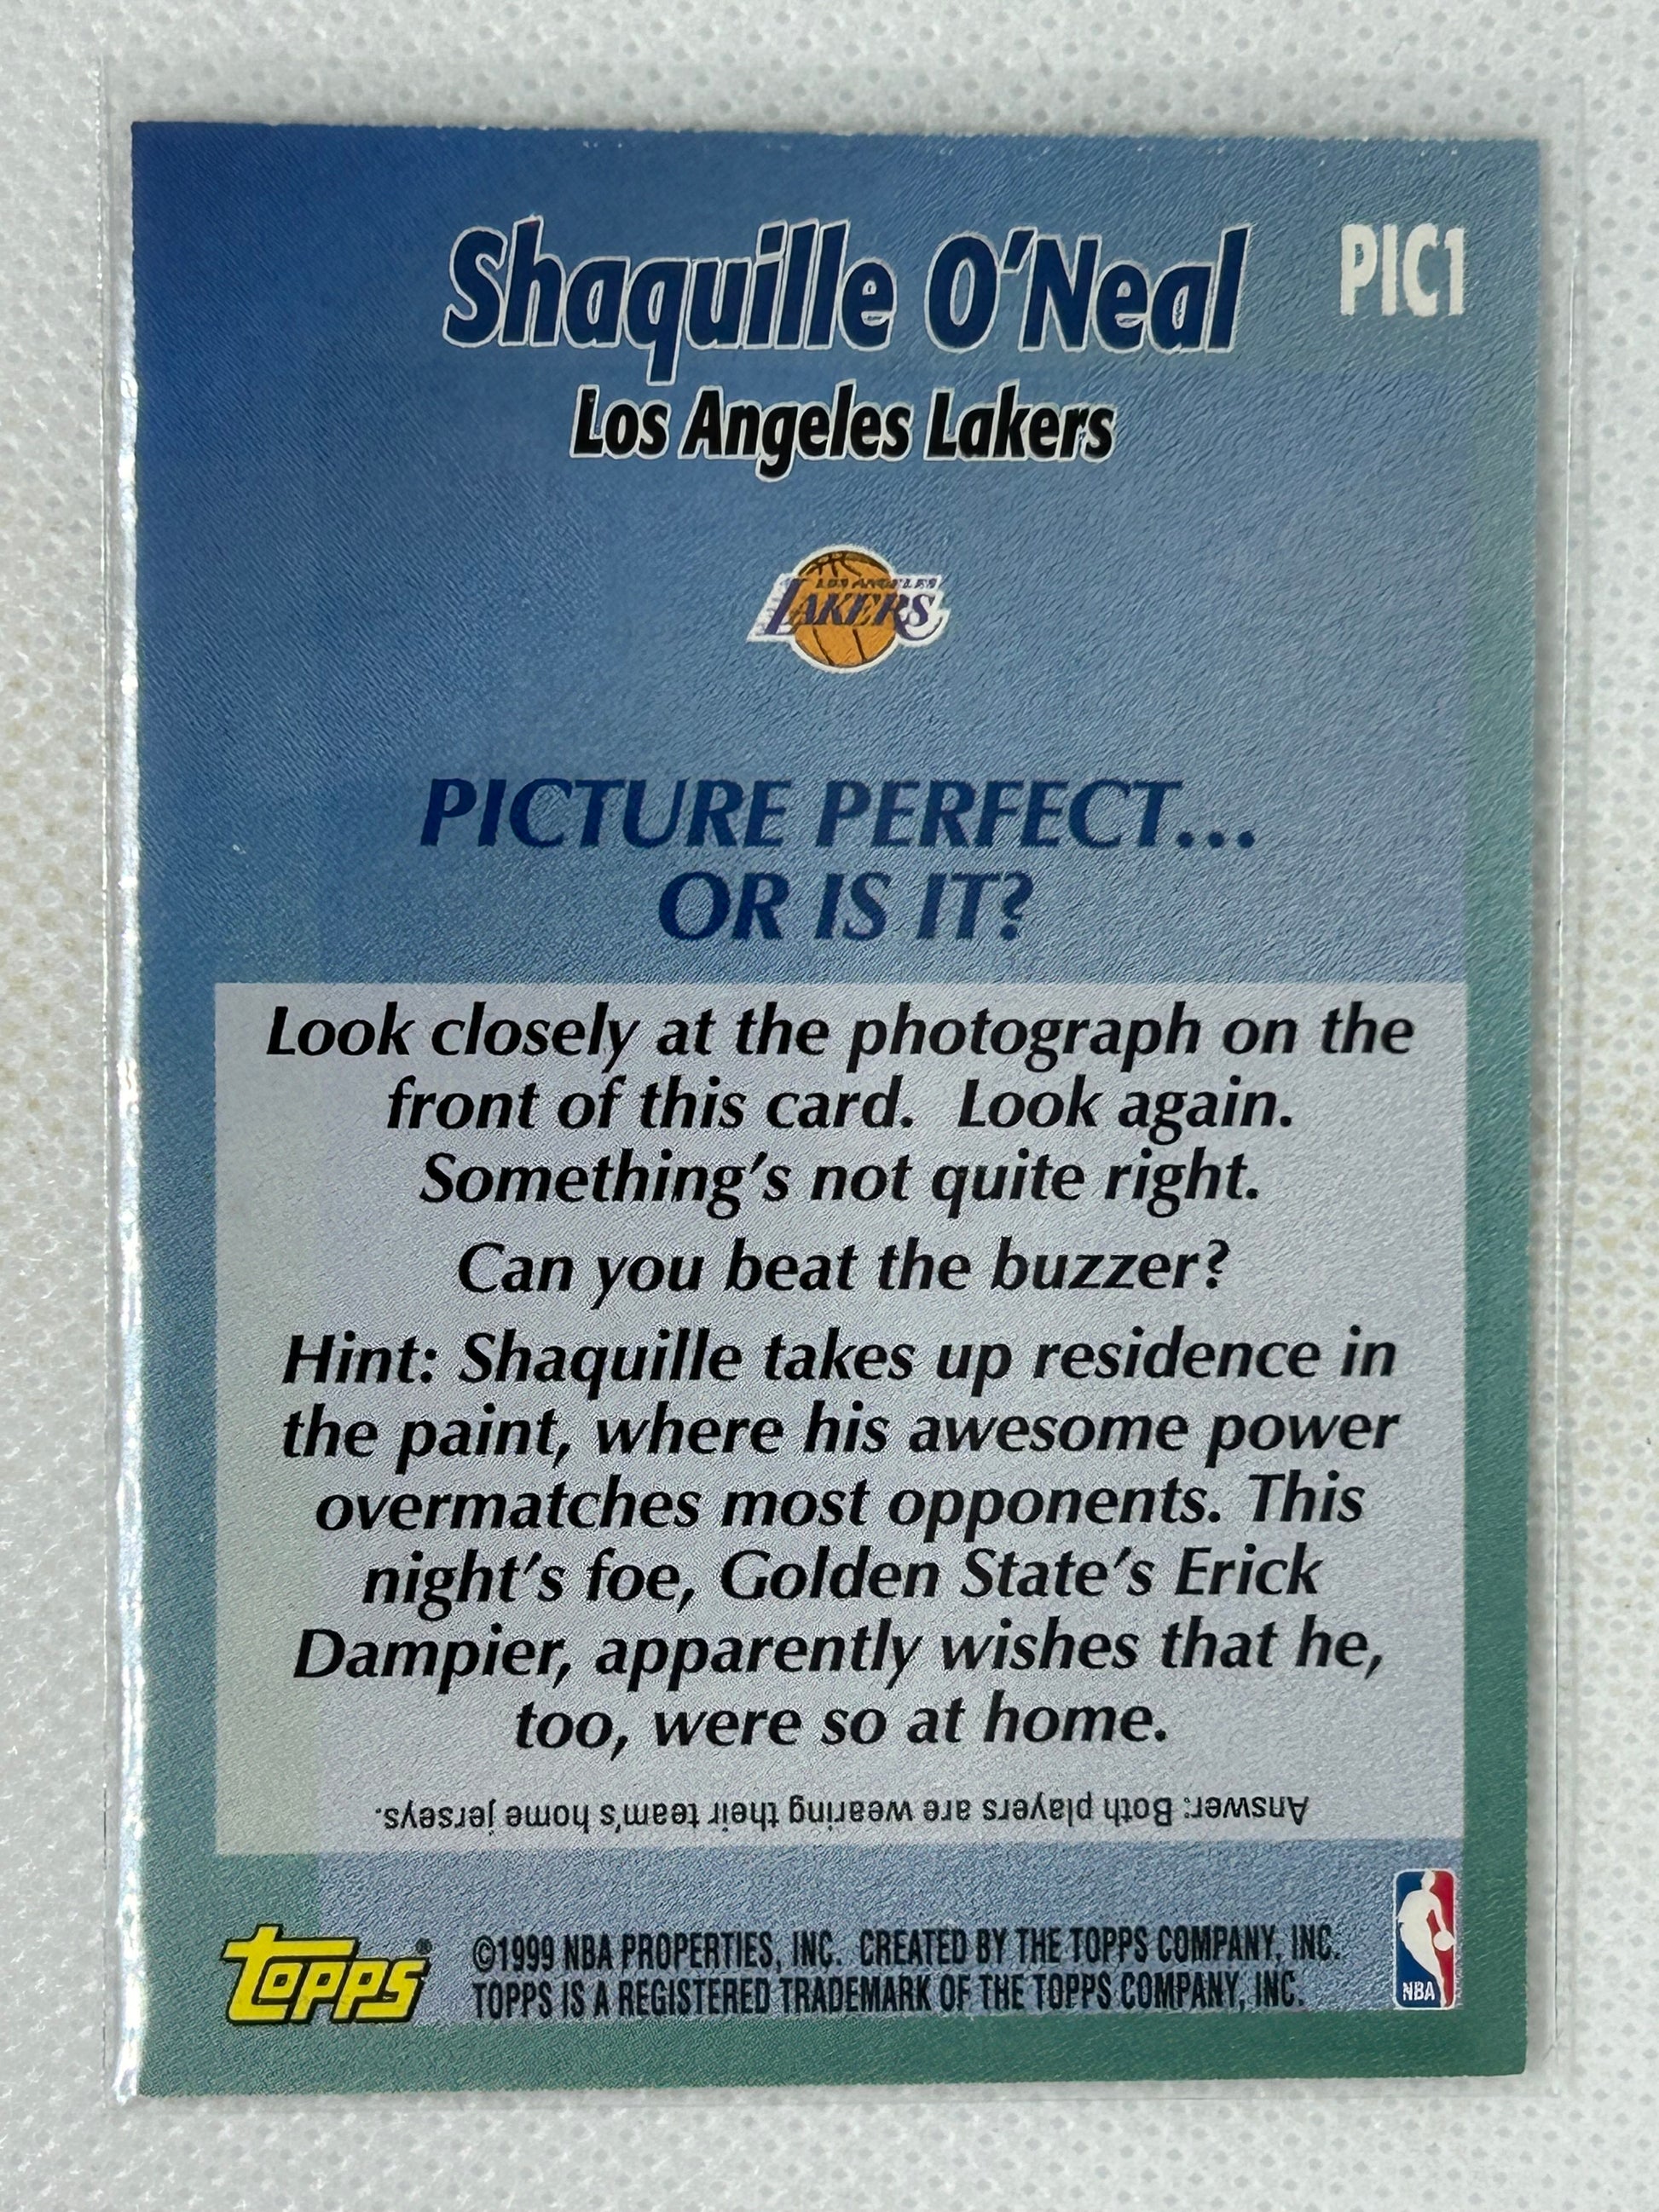 Shaquille O'Neal
PIC1
Los Angeles Lakers
LOS ANGELES
LAKERS
PICTURE PERFECT...
OR IS IT?
Look closely at the photograph on the
front of this card.  Look again.
Something's not quite right.
Can you beat the buzzer?
Hint: Shaquille takes up residence in
the paint, where his awesome power
overmatches most opponents. This
night's foe, Golden State's Erick
Dampier, apparently wishes that he,
too, were so at home.
Answer: Both players are wearing their team's home jerseys.
TOPPS®
©1999 NBA PROPERTIES, INC.  CREATED BY THE TOPPS COMPANY, INC.
TOPPS IS A REGISTERED TRADEMARK OF THE TOPPS COMPANY, INC.
NBA